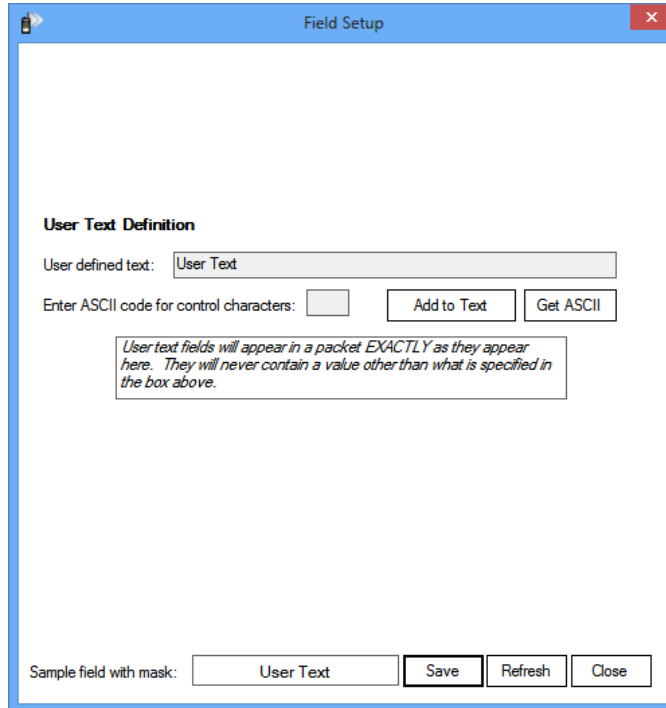 Field Setup
User Text Definition
User defined text: User Text
Enter ASCII code for control characters: Add to Text Get ASCII
User text fields will appear in a packet EXACTLY as they appear
here. They will never contain a value other than what is specified in
the box above.
Sample field with mask: User Text Save Refresh Close